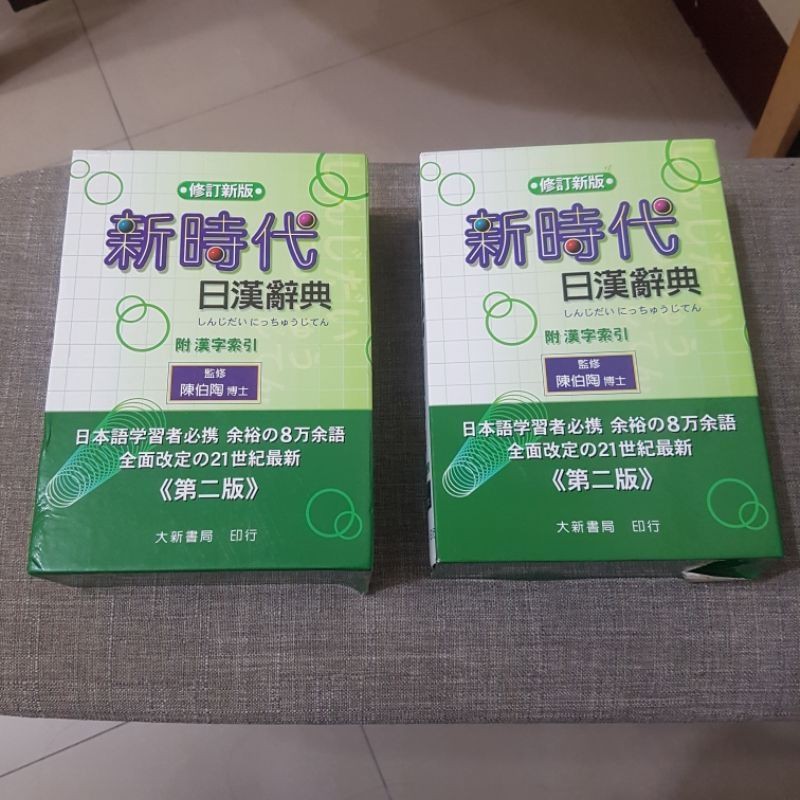 修訂新版
新時代
日漢辭典
しんじだい にっちゅうじてん
附 漢字索引
監修
陳伯陶 博士
日本語学習者必携 余裕の8万余語
全面改定の21世紀最新
《第二版》
大新書局 印行
修訂新版
新時代
日漢辭典
しんじだい にっちゅうじてん
附 漢字索引
監修
陳伯陶 博士
日本語学習者必携 余裕の8万余語
全面改定の21世紀最新
《第二版》
大新書局 印行